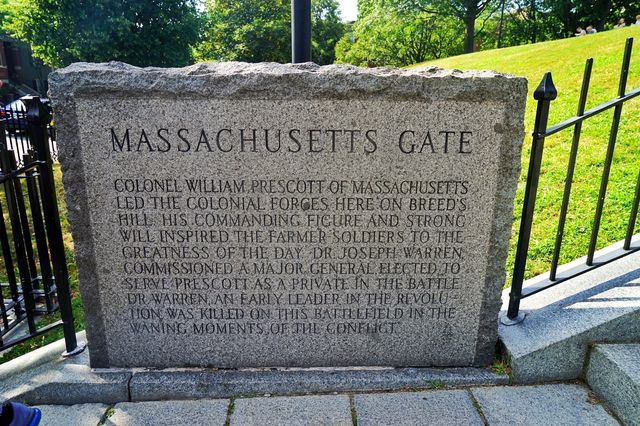 MASSACHUSETTS GATE
COLONEL WILLIAM PRESCOTT OF MASSACHUSETTS
LED THE COLONIAL FORCES HERE ON BREED'S
HILL. HIS COMMANDING FIGURE AND STRONG
WILL INSPIRED THE FARMER SOLDIERS TO THE
GREATNESS OF THE DAY. DR. JOSEPH WARREN,
COMMISSIONED A MAJOR GENERAL, ELECTED TO
SERVE PRESCOTT AS A PRIVATE IN THE BATTLE.
DR. WARREN, AN EARLY LEADER IN THE REVOLU-
TION WAS KILLED ON THIS BATTLEFIELD IN THE
WANING MOMENTS OF THE CONFLICT.